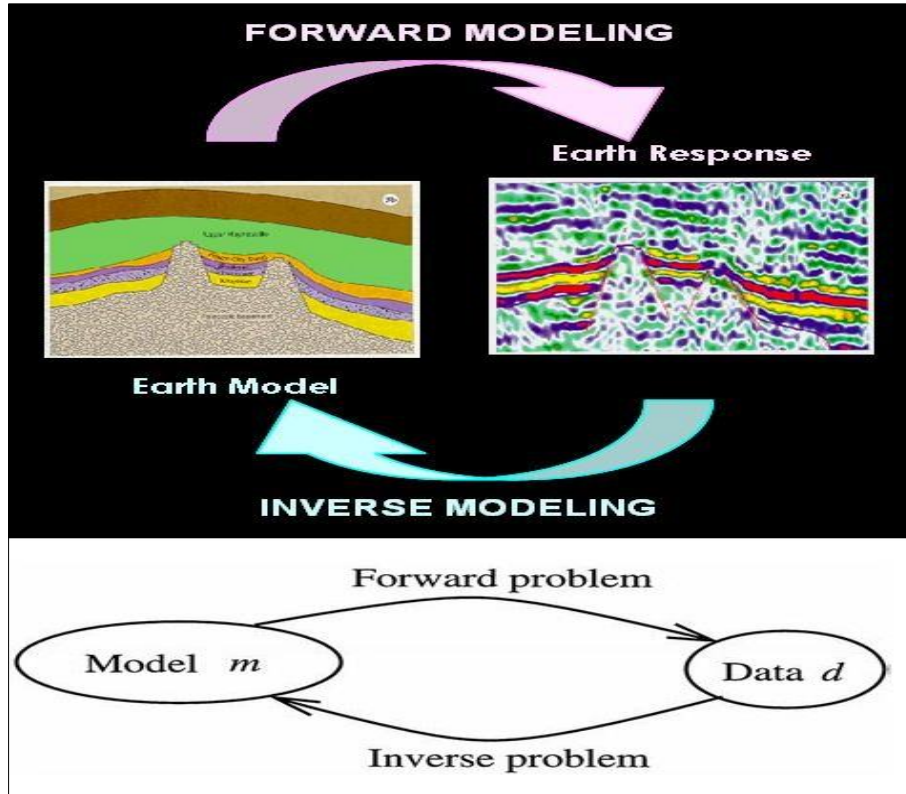 FORWARD MODELING
Earth Response
Earth Model
INVERSE MODELING
Forward problem
Model m
Data d
Inverse problem